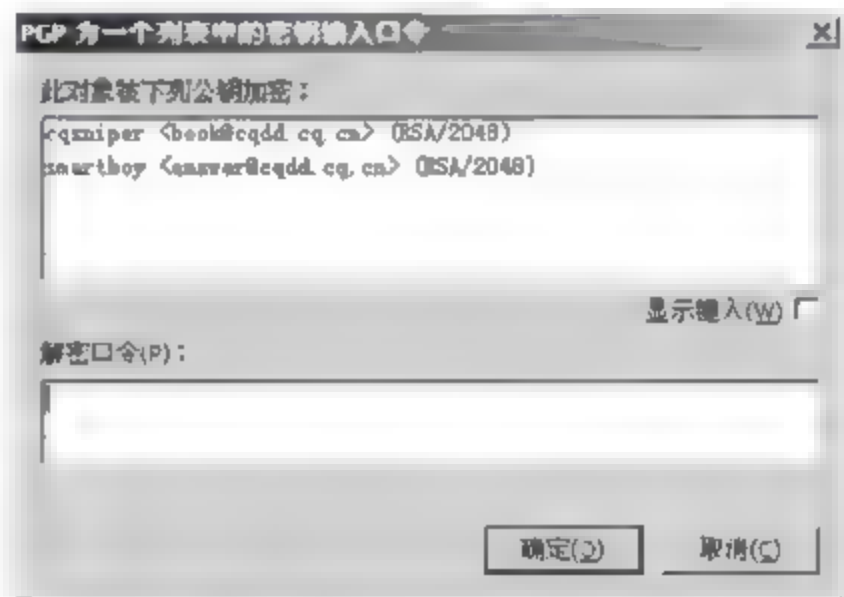 PGP 为一个列表中的密钥输入口令
此对象被下列公钥加密：
cqsniper <book@cqdd.cq.cn> (RSA/2048)
smartboy <answer@cqdd.cq.cn> (RSA/2048)
显示键入(W)
解密口令(P)：
确定(O)
取消(C)